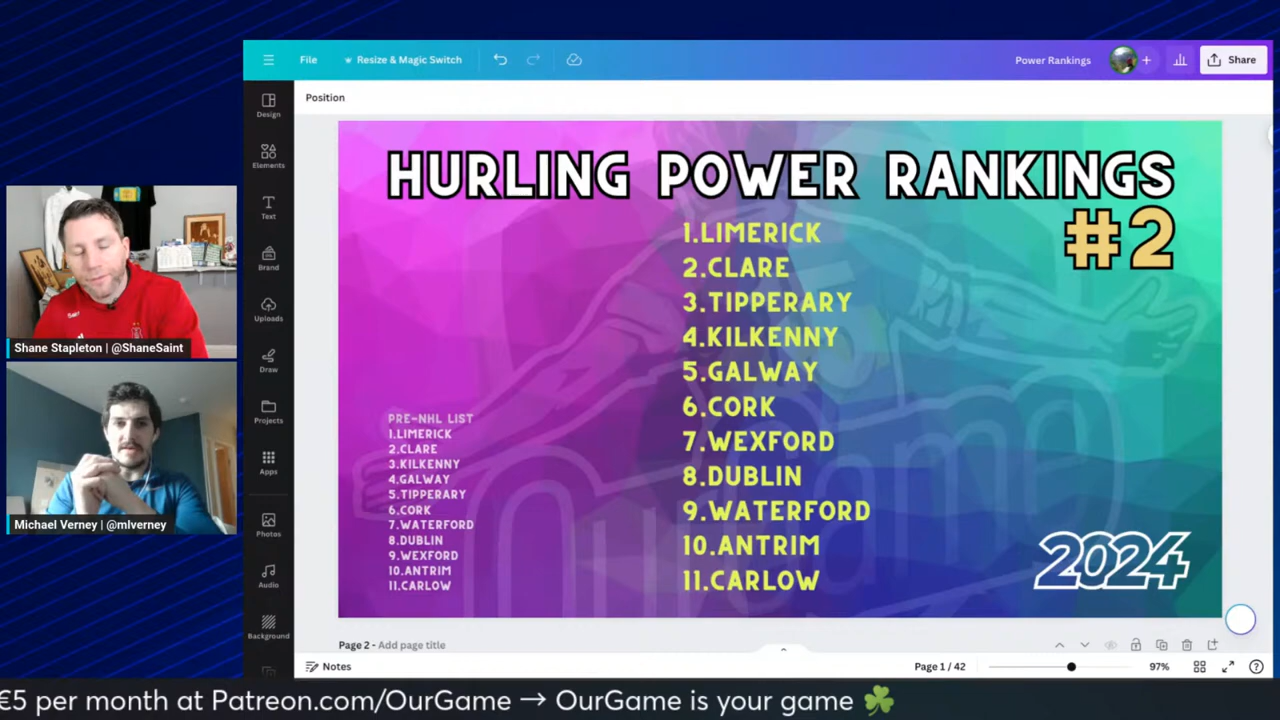 File
Resize & Magic Switch
Power Rankings
Share
Position
Design
Elements
Text
Brand
Uploads
Draw
Projects
Apps
Photos
Audio
Background
HURLING POWER RANKINGS
#2
1.LIMERICK
2.CLARE
3.TIPPERARY
4.KILKENNY
5.GALWAY
6.CORK
7.WEXFORD
8.DUBLIN
9.WATERFORD
10.ANTRIM
11.CARLOW
PRE-NHL LIST
1.LIMERICK
2.CLARE
3.KILKENNY
4.GALWAY
5.TIPPERARY
6.CORK
7.WATERFORD
8.DUBLIN
9.WEXFORD
10.ANTRIM
11.CARLOW
2024
OurGame
Shane Stapleton | @ShaneSaint
Michael Verney | @mlverney
Page 2 - Add page title
Notes
Page 1 / 42
97%
€5 per month at Patreon.com/OurGame → OurGame is your game ☘️